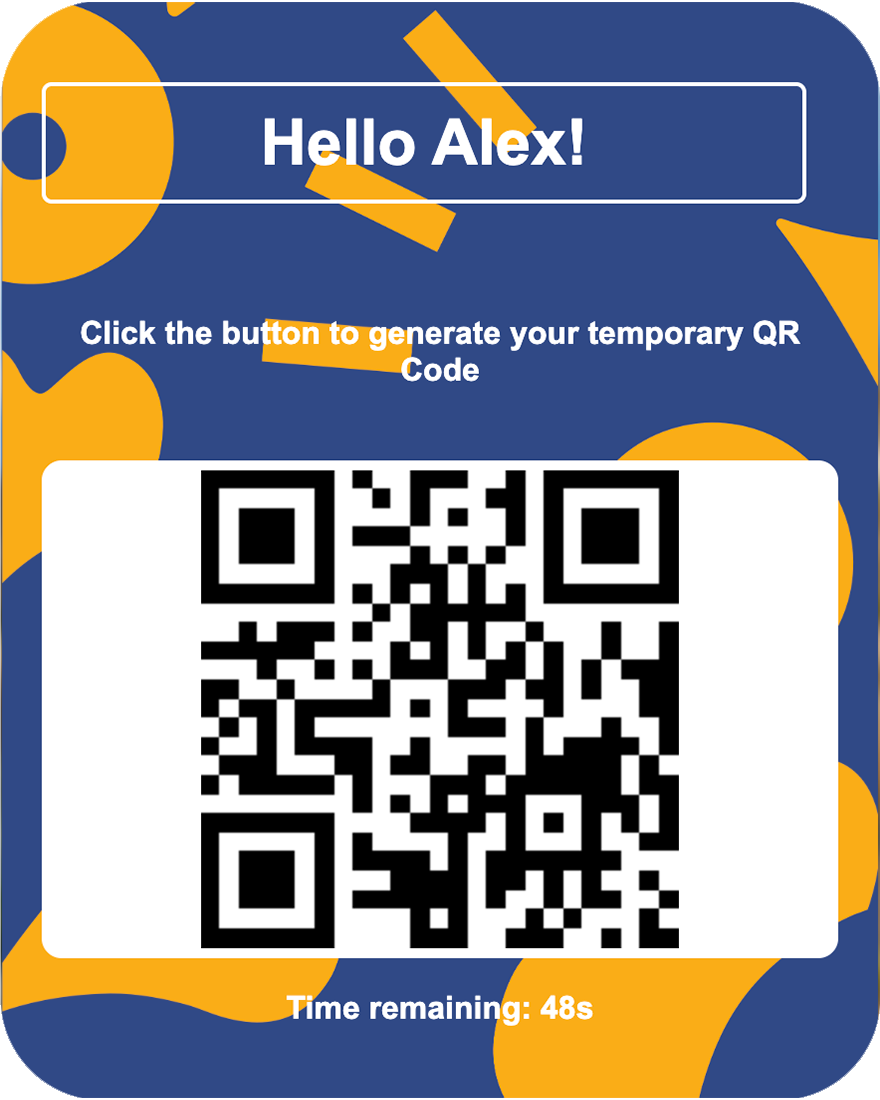 Hello Alex!
Click the button to generate your temporary QR
Code
Time remaining: 48s